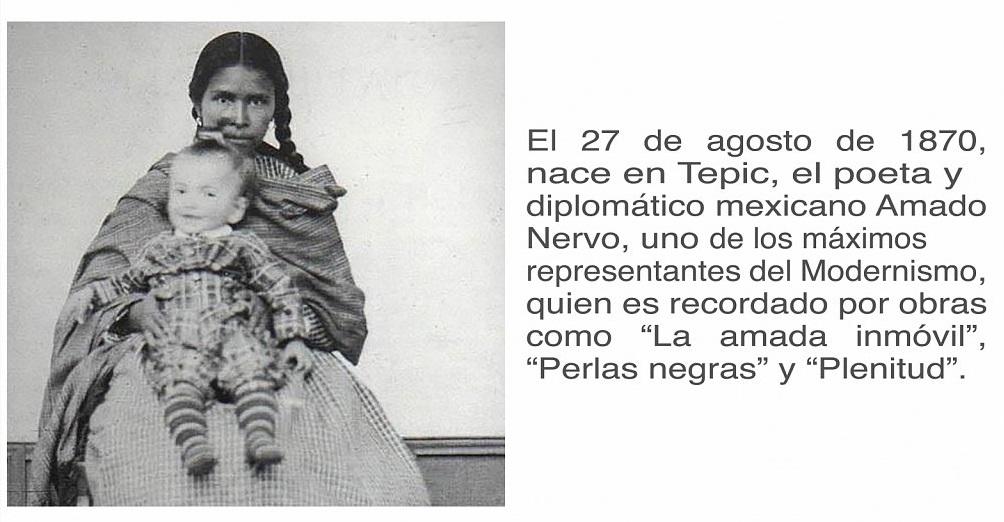 El 27 de agosto de 1870,
nace en Tepic, el poeta y
diplomático mexicano Amado
Nervo, uno de los máximos
representantes del Modernismo,
quien es recordado por obras
como “La amada inmóvil”,
“Perlas negras” y “Plenitud”.